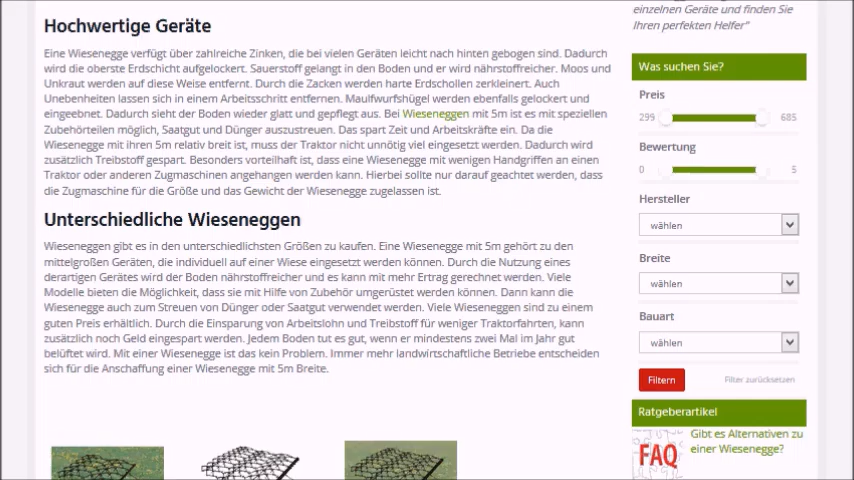 Hochwertige Geräte
Eine Wiesenegge verfügt über zahlreiche Zinken, die bei vielen Geräten leicht nach hinten gebogen sind. Dadurch
wird die oberste Erdschicht aufgelockert. Sauerstoff gelangt in den Boden und er wird nährstoffreicher. Moos und
Unkraut werden auf diese Weise entfernt. Durch die Zacken werden harte Erdschollen zerkleinert. Auch
Unebenheiten lassen sich in einem Arbeitsschritt entfernen. Maulfwurfshügel werden ebenfalls gelockert und
eingeebnet. Dadurch sieht der Boden wieder glatt und gepflegt aus. Bei Wieseneggen mit 5m ist es mit speziellen
Zubehörteilen möglich, Saatgut und Dünger auszustreuen. Das spart Zeit und Arbeitskräfte ein. Da die
Wiesenegge mit ihren 5m relativ breit ist, muss der Traktor nicht unnötig viel eingesetzt werden. Dadurch wird
zusätzlich Treibstoff gespart. Besonders vorteilhaft ist, dass eine Wiesenegge mit wenigen Handgriffen an einen
Traktor oder anderen Zugmaschinen angehangen werden kann. Hierbei sollte nur darauf geachtet werden, dass
die Zugmaschine für die Größe und das Gewicht der Wiesenegge zugelassen ist.
Unterschiedliche Wieseneggen
Wieseneggen gibt es in den unterschiedlichsten Größen zu kaufen. Eine Wiesenegge mit 5m gehört zu den
mittelgroßen Geräten, die individuell auf einer Wiese eingesetzt werden können. Durch die Nutzung eines
derartigen Gerätes wird der Boden nährstoffreicher und es kann mit mehr Ertrag gerechnet werden. Viele
Modelle bieten die Möglichkeit, dass sie mit Hilfe von Zubehör umgerüstet werden können. Dann kann die
Wiesenegge auch zum Streuen von Dünger oder Saatgut verwendet werden. Viele Wieseneggen sind zu einem
guten Preis erhältlich. Durch die Einsparung von Arbeitslohn und Treibstoff für weniger Traktorfahrten, kann
zusätzlich noch Geld eingespart werden. Jedem Boden tut es gut, wenn er mindestens zwei Mal im Jahr gut
belüftet wird. Mit einer Wiesenegge ist das kein Problem. Immer mehr landwirtschaftliche Betriebe entscheiden
sich für die Anschaffung einer Wiesenegge mit 5m Breite.
einzelnen Geräte und finden Sie
Ihren perfekten Helfer"
Was suchen Sie?
Preis
299 685
Bewertung
0 5
Hersteller
wählen
Breite
wählen
Bauart
wählen
Filtern Filter zurücksetzen
Ratgeberartikel
FAQ
Gibt es Alternativen zu
einer Wiesenegge?